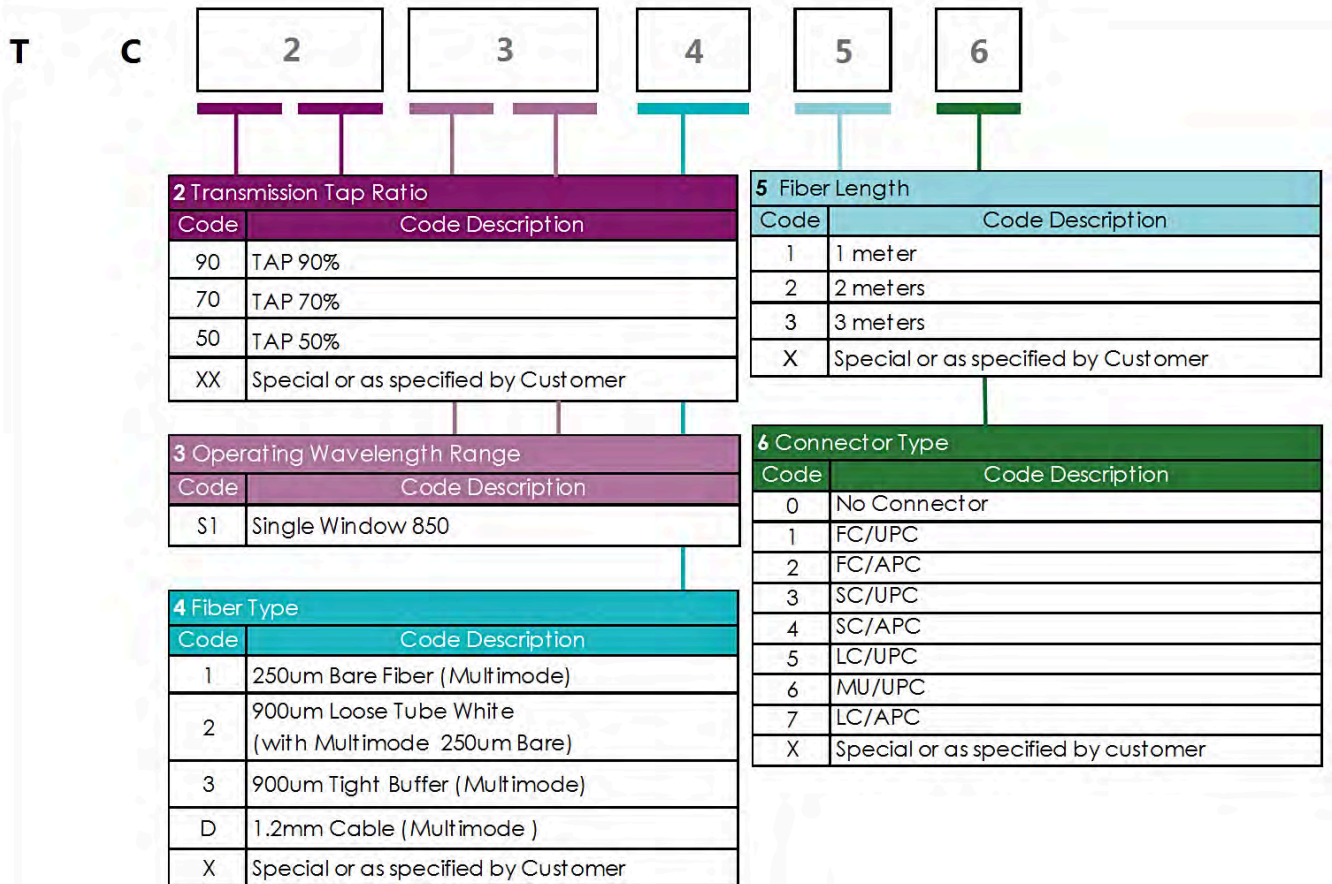 T C 2 3 4 5 6
2 Transmission Tap Ratio
Code Code Description
90 TAP 90%
70 TAP 70%
50 TAP 50%
XX Special or as specified by Customer
3 Operating Wavelength Range
Code Code Description
S1 Single Window 850
4 Fiber Type
Code Code Description
1 250um Bare Fiber (Multimode)
2 900um Loose Tube White
(with Multimode 250um Bare)
3 900um Tight Buffer (Multimode)
D 1.2mm Cable (Multimode )
X Special or as specified by Customer
5 Fiber Length
Code Code Description
1 1 meter
2 2 meters
3 3 meters
X Special or as specified by Customer
6 Connector Type
Code Code Description
0 No Connector
1 FC/UPC
2 FC/APC
3 SC/UPC
4 SC/APC
5 LC/UPC
6 MU/UPC
7 LC/APC
X Special or as specified by customer